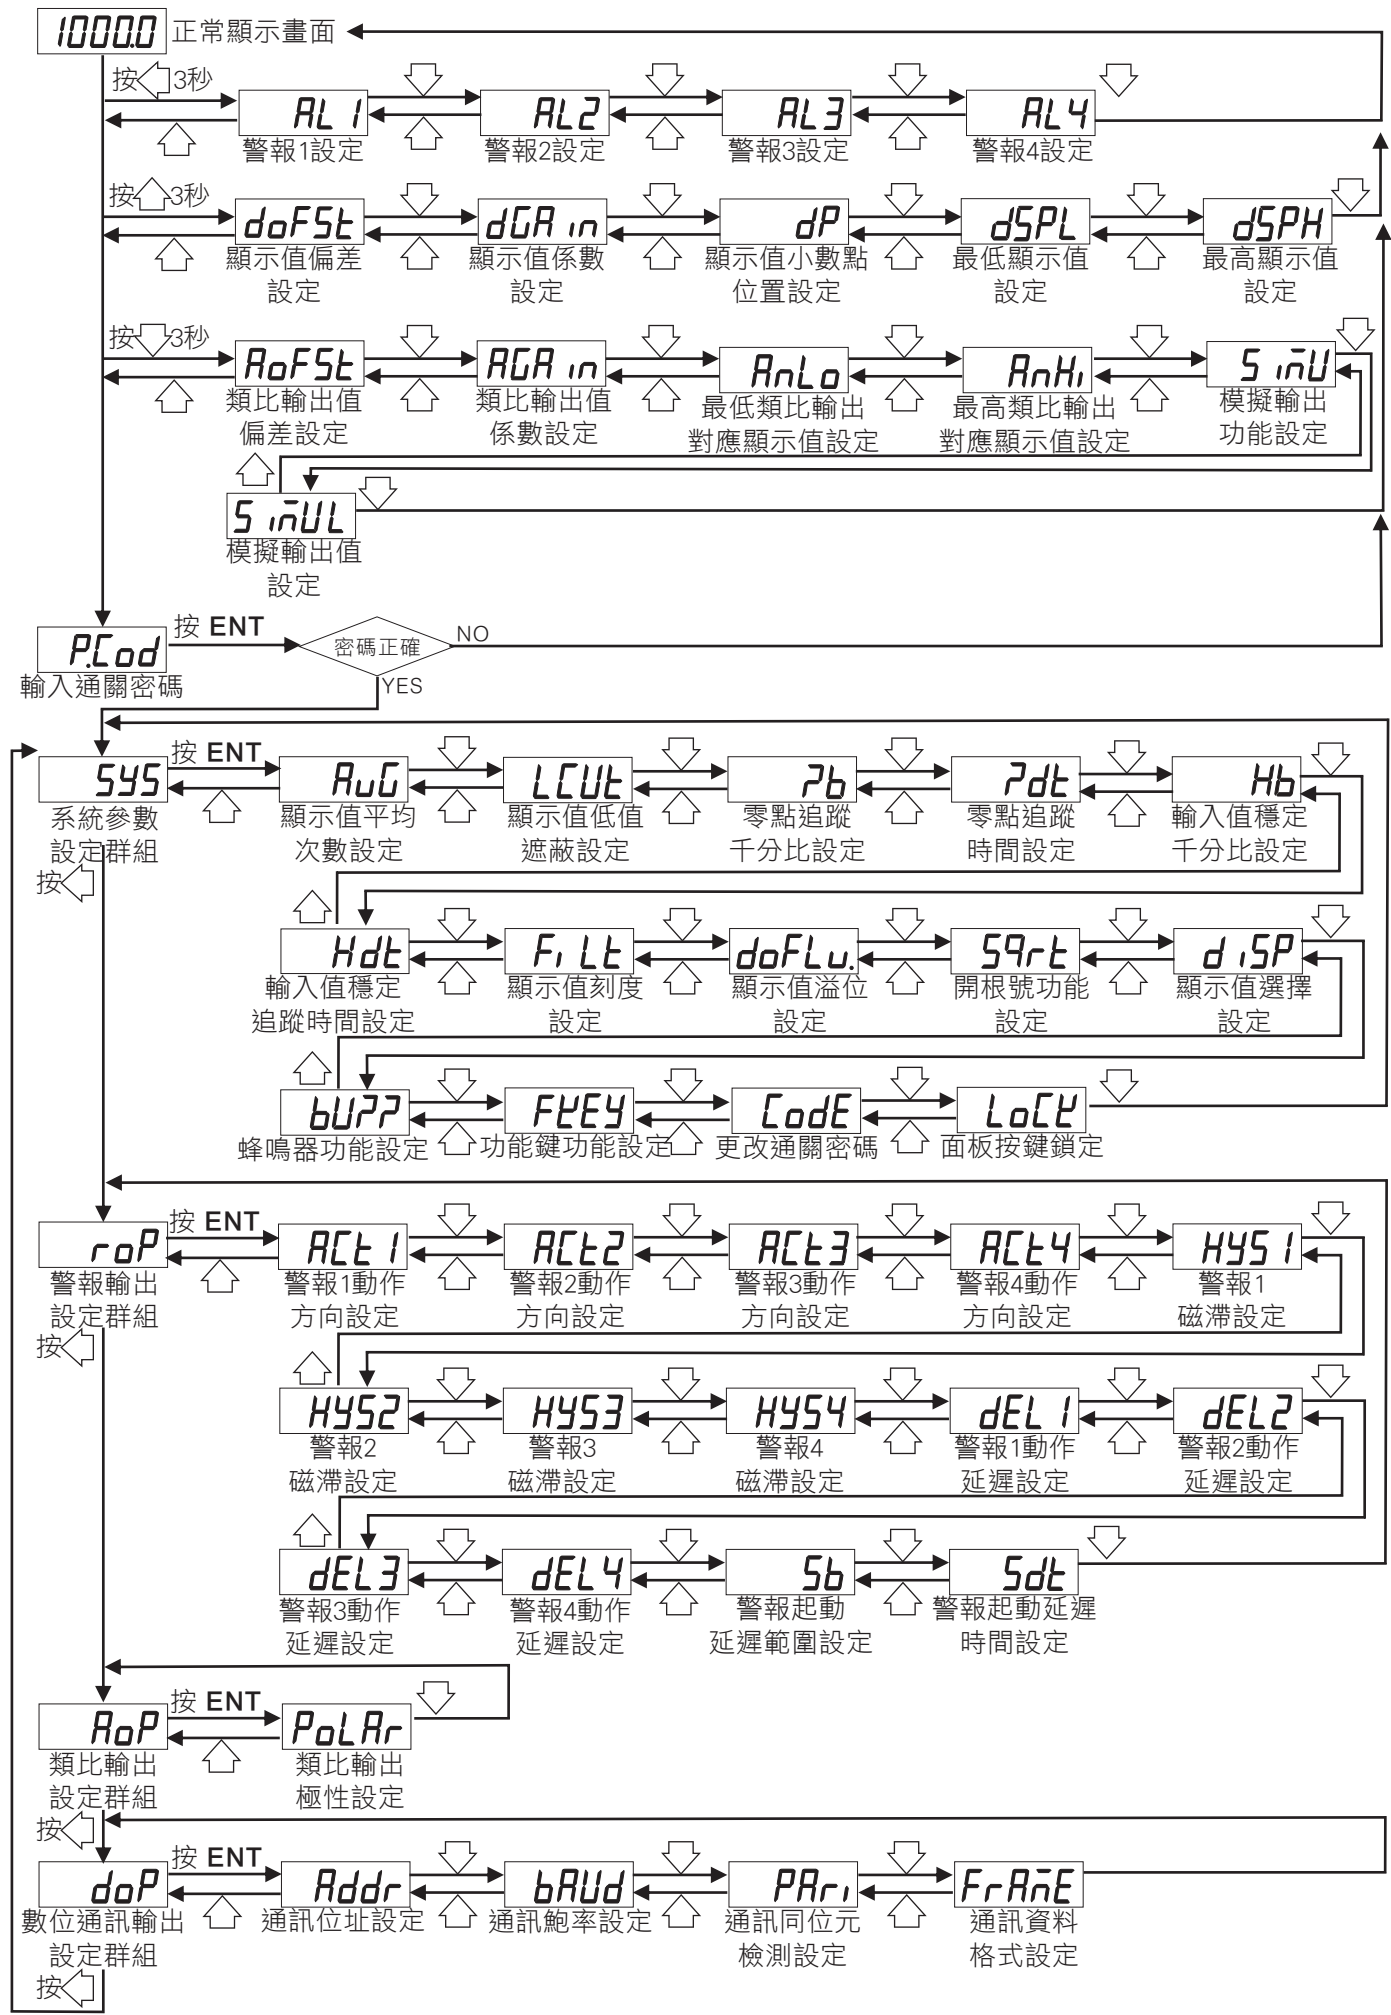 1000.0 正常顯示畫面
按 3秒
AL 1 AL2 AL3 AL4
警報1設定 警報2設定 警報3設定 警報4設定
按 3秒
doFSt dGA in dP dSPL dSPH
顯示值偏差 顯示值係數 顯示值小數點 最低顯示值 最高顯示值
設定 設定 位置設定 設定 設定
按 3秒
AoFSt AGA in AnLo AnHi S imU
類比輸出值 類比輸出值 最低類比輸出 最高類比輸出 模擬輸出
偏差設定 係數設定 對應顯示值設定 對應顯示值設定 功能設定
S imUL
模擬輸出值
設定
P.Cod 按 ENT 密碼正確 NO
輸入通關密碼 YES
SYS 按 ENT AvG LCUt Zb Zdt Hb
系統參數 顯示值平均 顯示值低值 零點追蹤 零點追蹤 輸入值穩定
設定群組 次數設定 遮蔽設定 千分比設定 時間設定 千分比設定
按
Hdt Fi Lt doFLv. Sqrt d iSP
輸入值穩定 顯示值刻度 顯示值溢位 開根號功能 顯示值選擇
追蹤時間設定 設定 設定 設定 設定
bUZZ FKEY CodE LoCK
蜂鳴器功能設定 功能鍵功能設定 更改通關密碼 面板按鍵鎖定
roP 按 ENT ACt 1 ACt2 ACt3 ACt4 HYS 1
警報輸出 警報1動作 警報2動作 警報3動作 警報4動作 警報1
設定群組 方向設定 方向設定 方向設定 方向設定 磁滯設定
按
HYS2 HYS3 HYS4 dEL 1 dEL2
警報2 警報3 警報4 警報1動作 警報2動作
磁滯設定 磁滯設定 磁滯設定 延遲設定 延遲設定
dEL3 dEL4 Sb Sdt
警報3動作 警報4動作 警報起動 警報起動延遲
延遲設定 延遲設定 延遲範圍設定 時間設定
AoP 按 ENT PoLAr
類比輸出 類比輸出
設定群組 極性設定
按
doP 按 ENT Addr bAUd PAri FrAmE
數位通訊輸出 通訊位址設定 通訊鮑率設定 通訊同位元 通訊資料
設定群組 檢測設定 格式設定
按